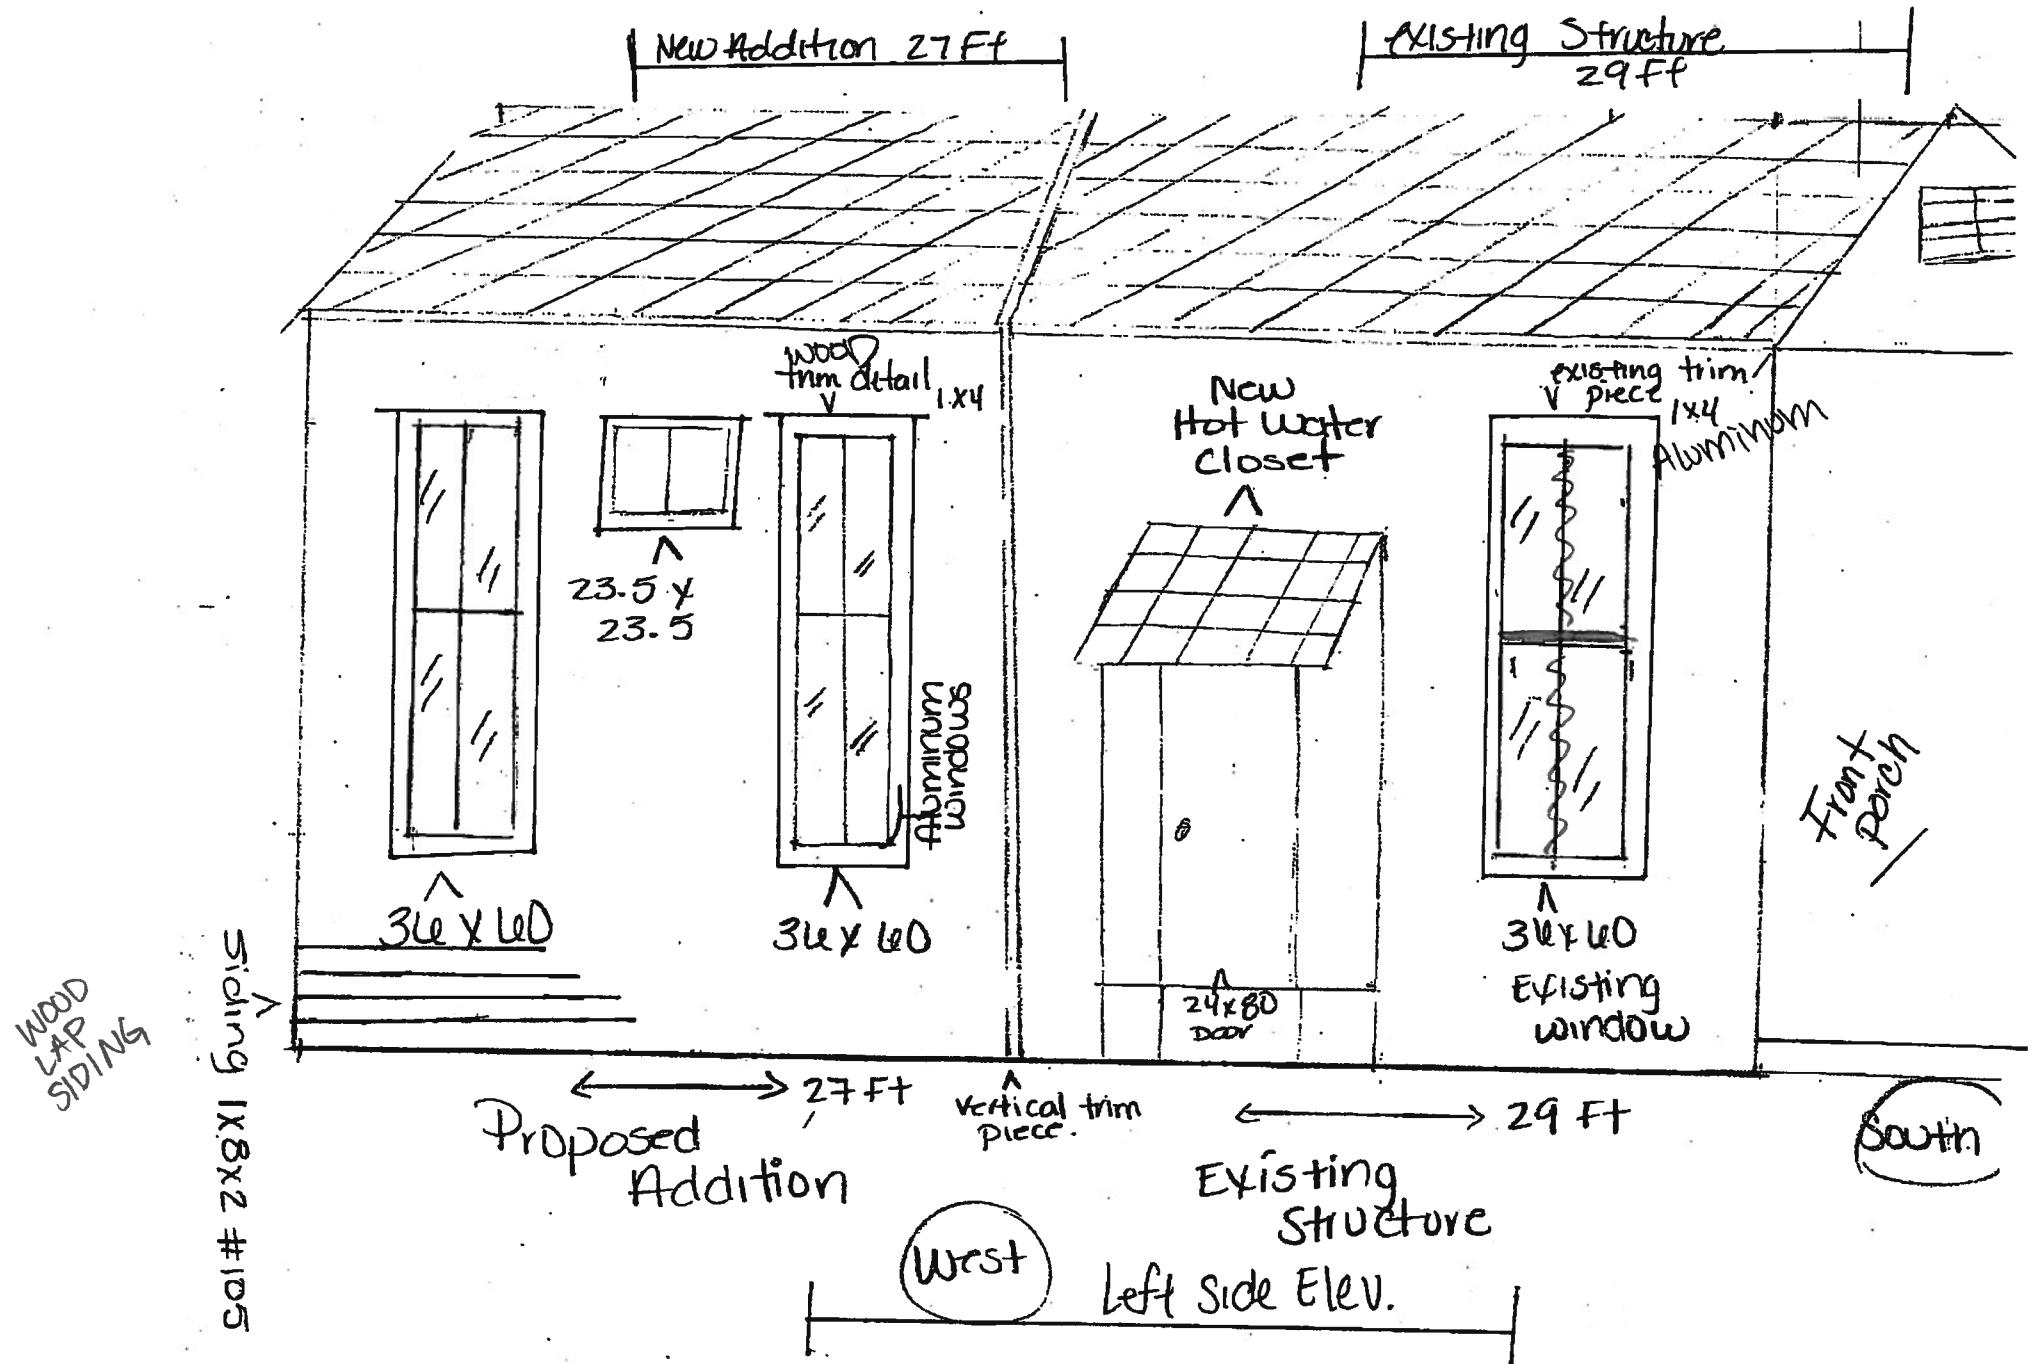 New Addition 27 Ft
existing Structure
29 Ft
wood
trim detail
1x4
existing trim
piece
1x4
Aluminum
New
Hot Water
Closet
23.5 x
23.5
Aluminum
windows
Front
porch
36 x 60
36 x 60
36 x 60
Existing
window
24x80
Door
WOOD
LAP
SIDING
Siding 1x8x2 #105
27 Ft
Vertical trim
piece.
29 Ft
Proposed
Addition
Existing
Structure
South
West
Left Side Elev.